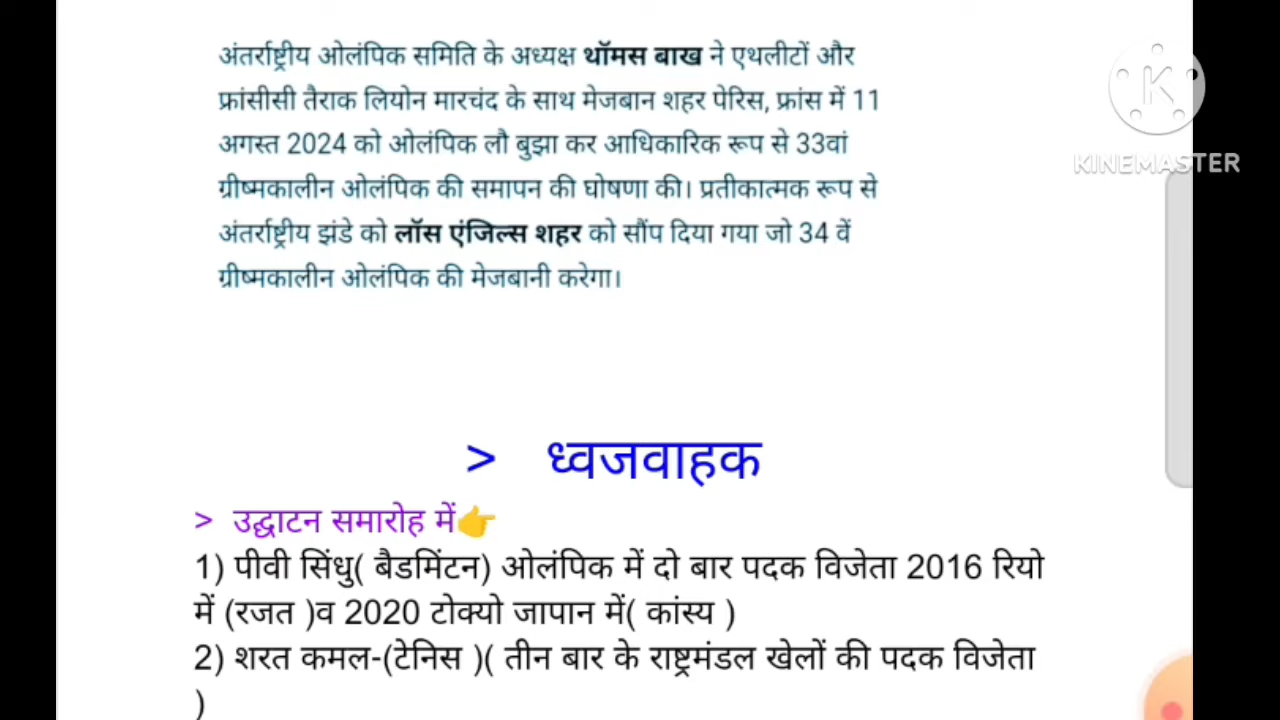 अंतर्राष्ट्रीय ओलंपिक समिति के अध्यक्ष थॉमस बाख ने एथलीटों और
फ्रांसीसी तैराक लियोन मारचंद के साथ मेजबान शहर पेरिस, फ्रांस में 11
अगस्त 2024 को ओलंपिक लौ बुझा कर आधिकारिक रूप से 33वां
ग्रीष्मकालीन ओलंपिक की समापन की घोषणा की। प्रतीकात्मक रूप से
अंतर्राष्ट्रीय झंडे को लॉस एंजिल्स शहर को सौंप दिया गया जो 34 वें
ग्रीष्मकालीन ओलंपिक की मेजबानी करेगा।
K
KINEMASTER
> ध्वजवाहक
> उद्घाटन समारोह में👉
1) पीवी सिंधु( बैडमिंटन) ओलंपिक में दो बार पदक विजेता 2016 रियो
में (रजत )व 2020 टोक्यो जापान में( कांस्य )
2) शरत कमल-(टेनिस )( तीन बार के राष्ट्रमंडल खेलों की पदक विजेता
)